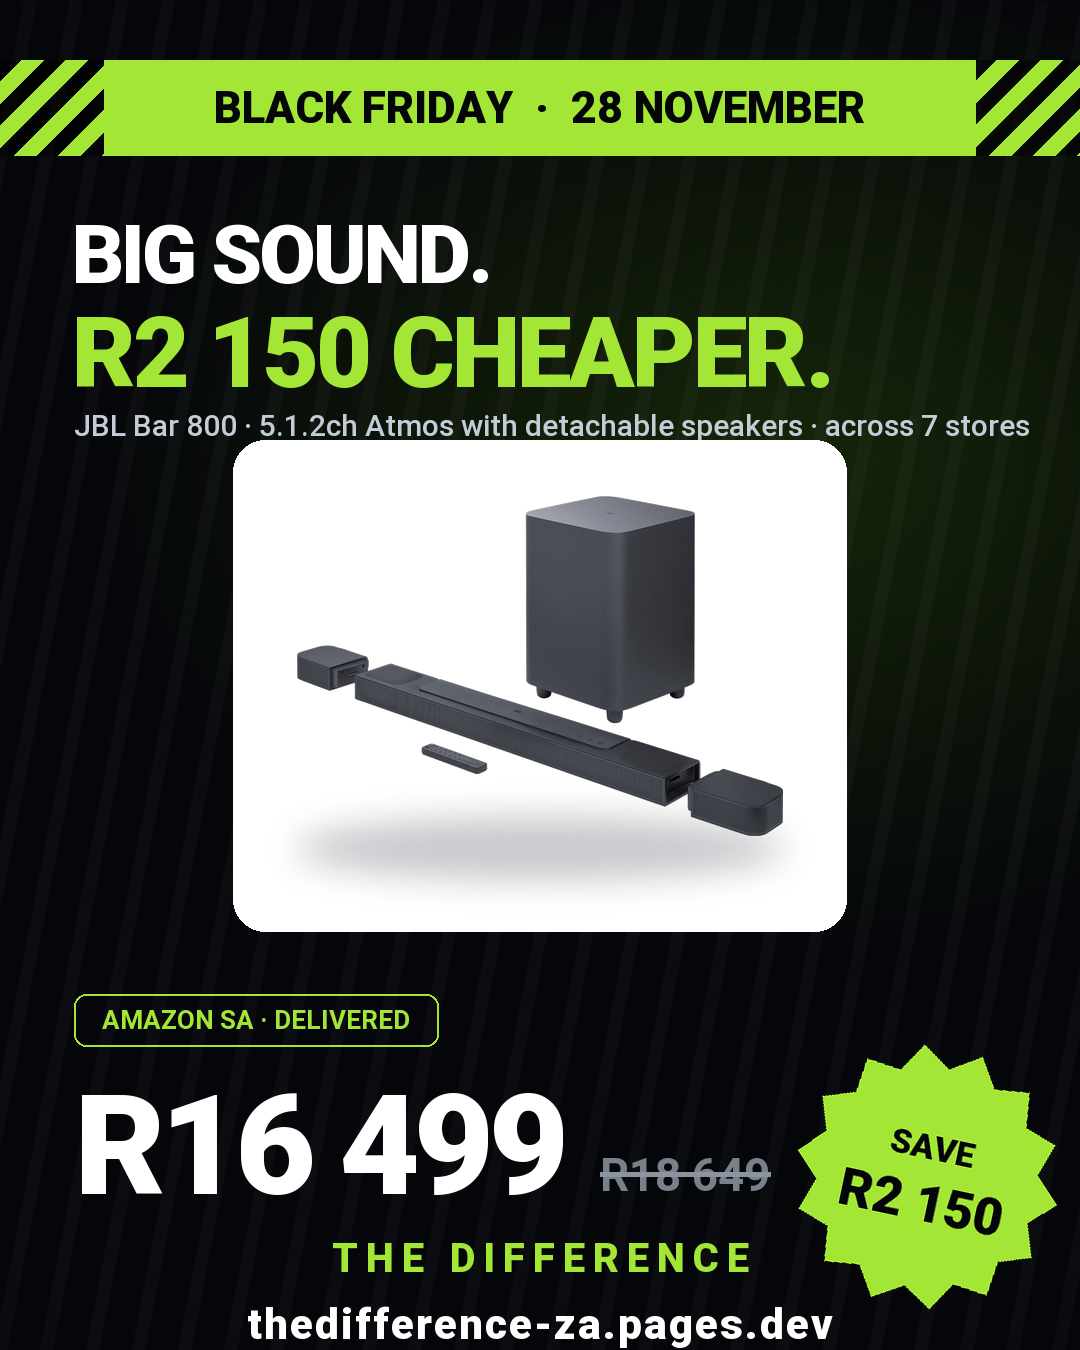 BLACK FRIDAY · 28 NOVEMBER
BIG SOUND.
R2 150 CHEAPER.
JBL Bar 800 · 5.1.2ch Atmos with detachable speakers · across 7 stores
AMAZON SA · DELIVERED
R16 499 R18 649
SAVE
R2 150
THE DIFFERENCE
thedifference-za.pages.dev